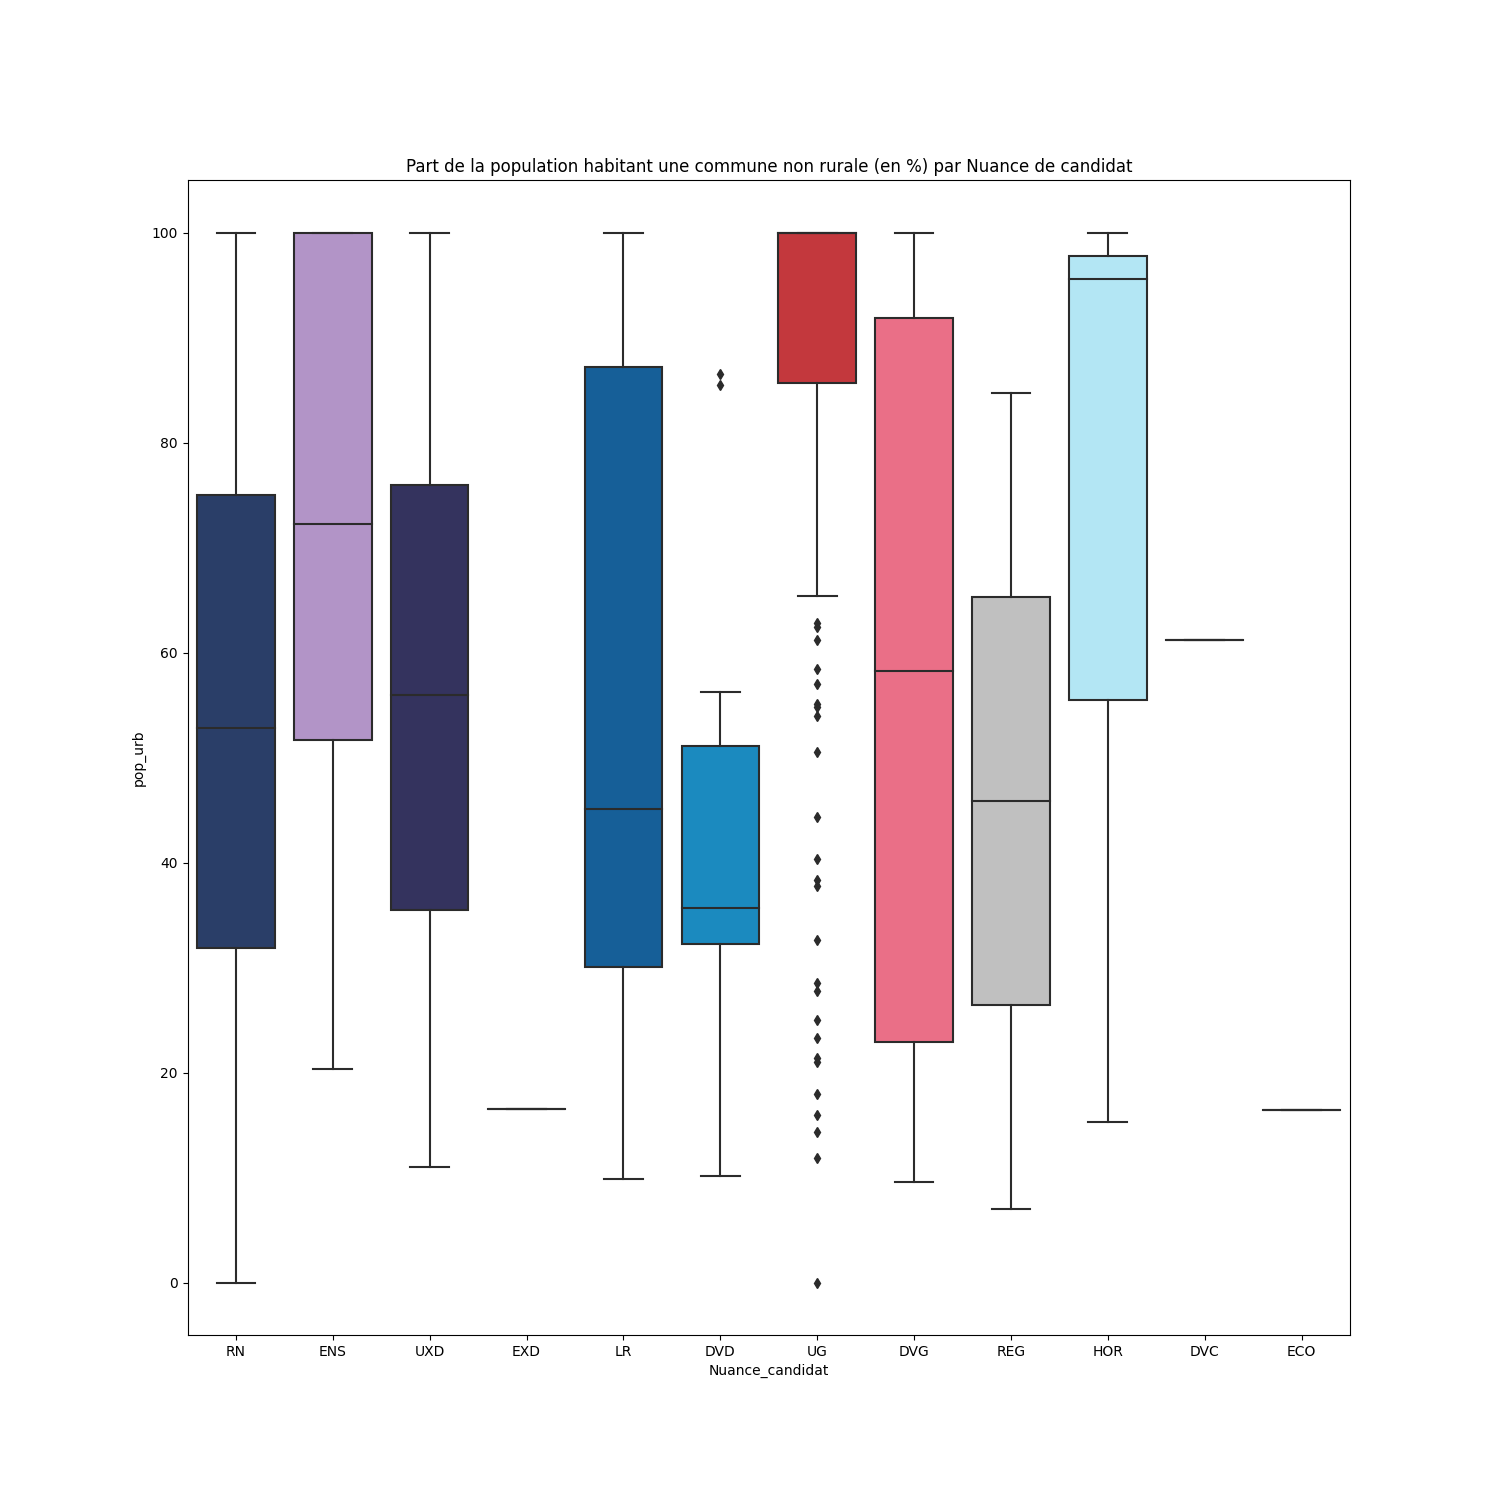 Part de la population habitant une commune non rurale (en %) par Nuance de candidat
100
80
60
40
20
0
pop_urb
RN ENS UXD EXD LR DVD UG DVG REG HOR DVC ECO
Nuance_candidat